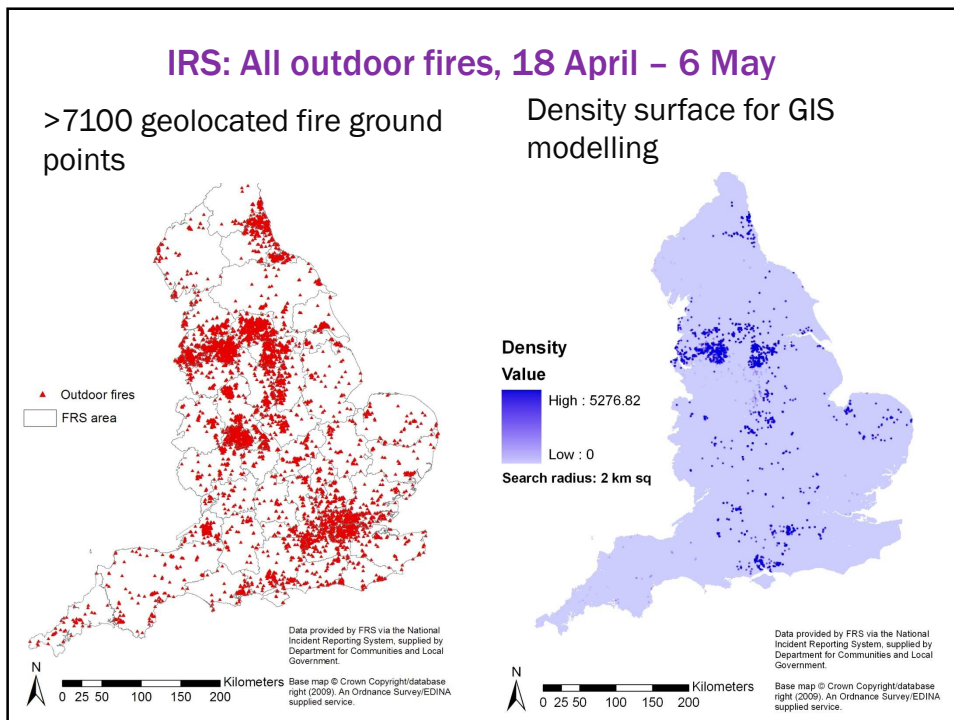 IRS: All outdoor fires, 18 April – 6 May
>7100 geolocated fire ground
points
Outdoor fires
FRS area
Data provided by FRS via the National
Incident Reporting System, supplied by
Department for Communities and Local
Government.
Base map © Crown Copyright/database
right (2009). An Ordnance Survey/EDINA
supplied service.
N
Kilometers
0 25 50 100 150 200
Density surface for GIS
modelling
Density
Value
High : 5276.82
Low : 0
Search radius: 2 km sq
Data provided by FRS via the National
Incident Reporting System, supplied by
Department for Communities and Local
Government.
Base map © Crown Copyright/database
right (2009). An Ordnance Survey/EDINA
supplied service.
N
Kilometers
0 25 50 100 150 200